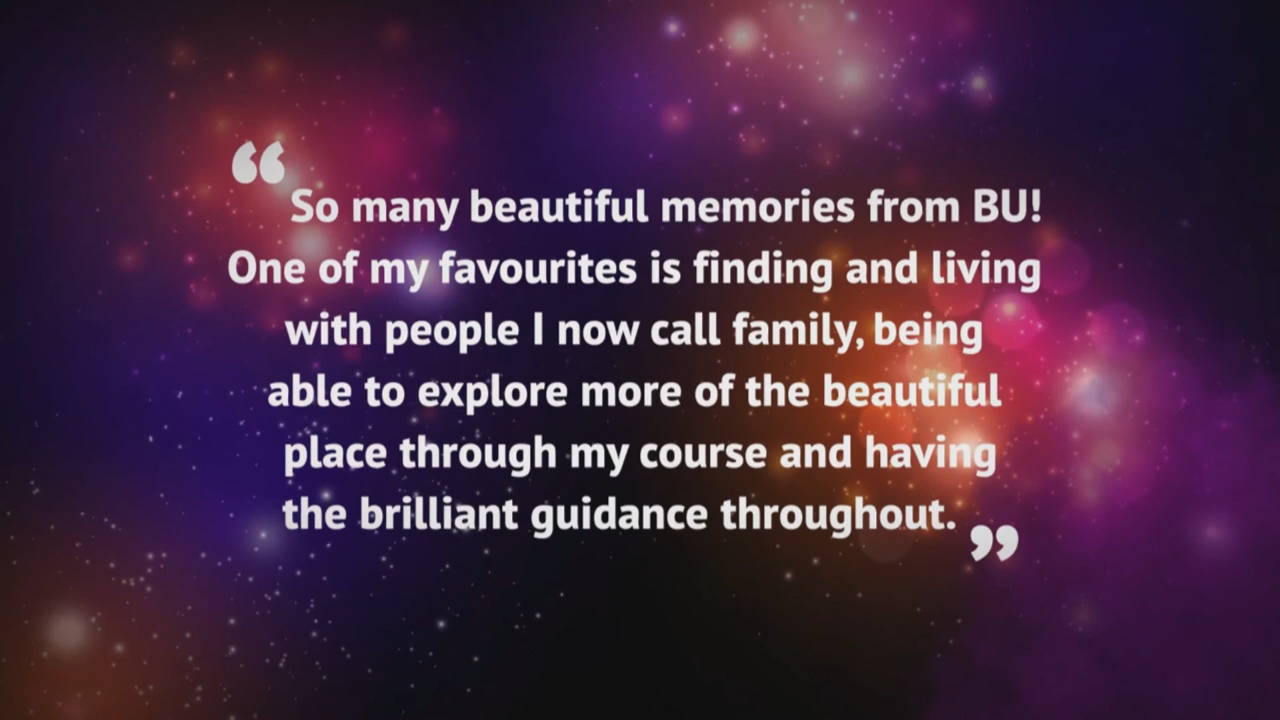 “So many beautiful memories from BU!
One of my favourites is finding and living
with people I now call family, being
able to explore more of the beautiful
place through my course and having
the brilliant guidance throughout.”